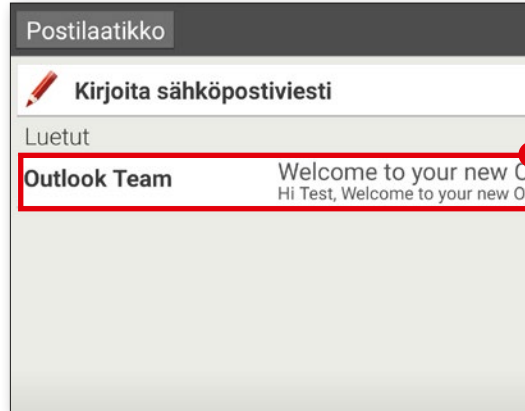 Postilaatikko
Kirjoita sähköpostiviesti
Luetut
Outlook Team
Welcome to your new
Hi Test, Welcome to your new